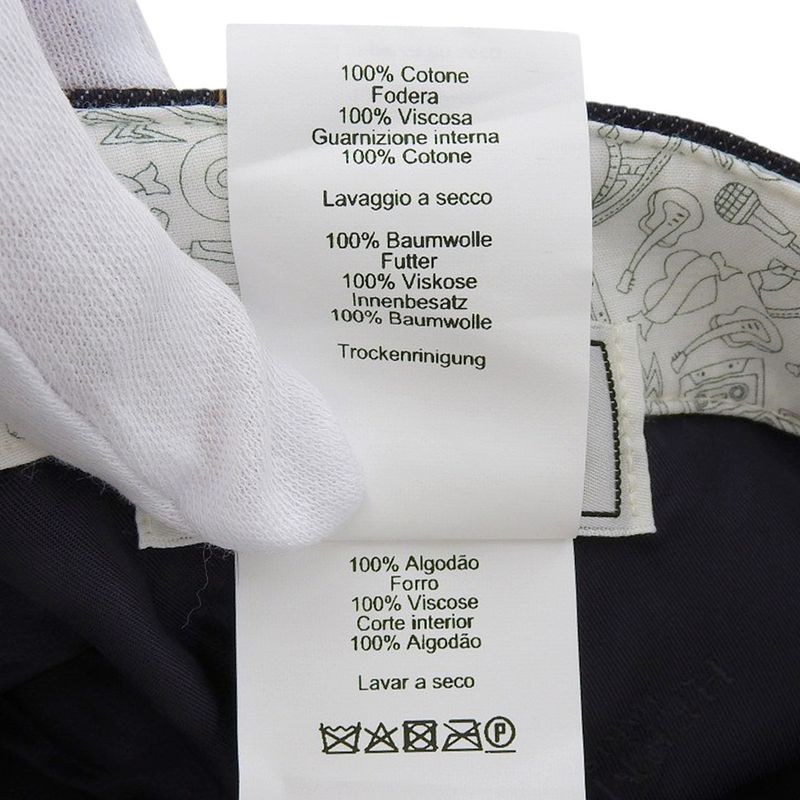 100% Cotone
Fodera
100% Viscosa
Guarnizione interna
100% Cotone
Lavaggio a secco
100% Baumwolle
Futter
100% Viskose
Innenbesatz
100% Baumwolle
Trockenrinigung
100% Algodão
Forro
100% Viscose
Corte interior
100% Algodão
Lavar a seco
P